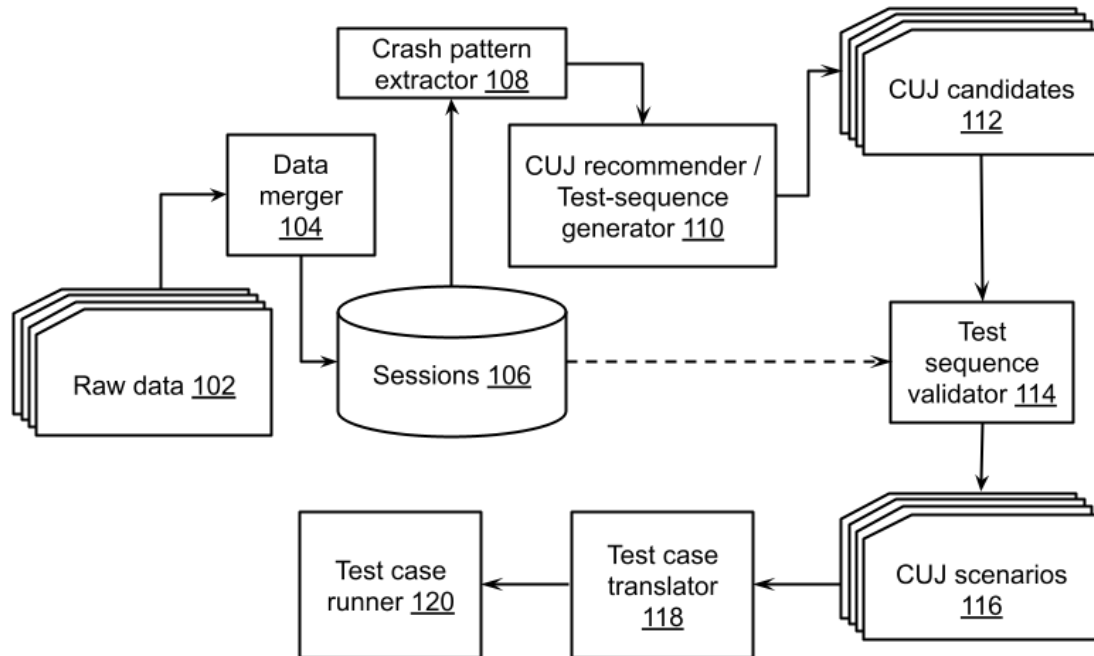 Crash pattern
extractor 108
CUJ candidates
112
Data
merger
104
CUJ recommender /
Test-sequence
generator 110
Raw data 102
Sessions 106
Test
sequence
validator 114
Test case
runner 120
Test case
translator
118
CUJ scenarios
116